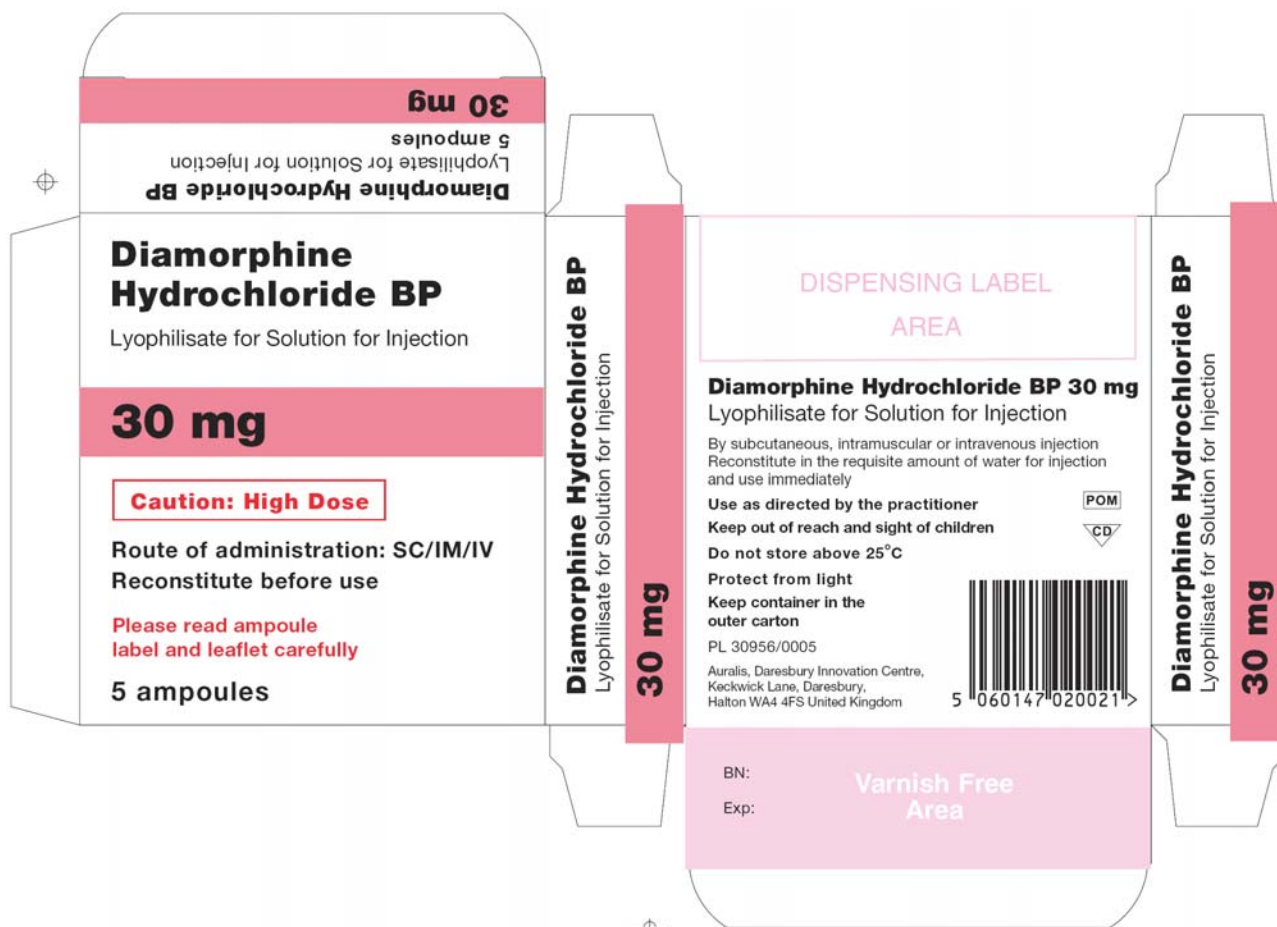 30 mg
5 ampoules
Lyophilisate for Solution for Injection
Diamorphine Hydrochloride BP
Diamorphine
Hydrochloride BP
Lyophilisate for Solution for Injection
30 mg
Caution: High Dose
Route of administration: SC/IM/IV
Reconstitute before use
Please read ampoule
label and leaflet carefully
5 ampoules
Diamorphine Hydrochloride BP
Lyophilisate for Solution for Injection
30 mg
DISPENSING LABEL
AREA
Diamorphine Hydrochloride BP 30 mg
Lyophilisate for Solution for Injection
By subcutaneous, intramuscular or intravenous injection
Reconstitute in the requisite amount of water for injection
and use immediately
Use as directed by the practitioner
Keep out of reach and sight of children
Do not store above 25°C
Protect from light
Keep container in the
outer carton
PL 30956/0005
Auralis, Daresbury Innovation Centre,
Keckwick Lane, Daresbury,
Halton WA4 4FS United Kingdom
POM
CD
5 060147 020021 >
BN:
Exp:
Varnish Free
Area
Diamorphine Hydrochloride BP
Lyophilisate for Solution for Injection
30 mg